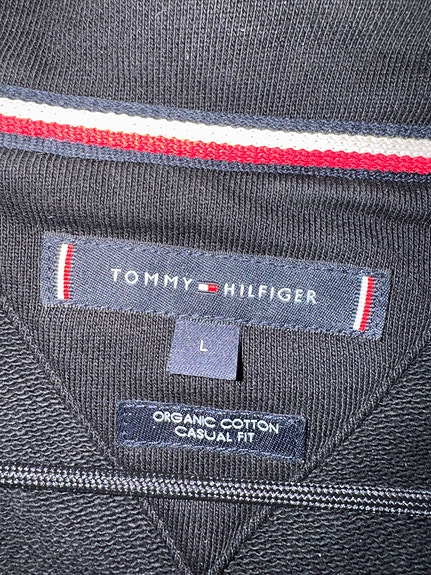 TOMMY HILFIGER
L
ORGANIC COTTON
CASUAL FIT